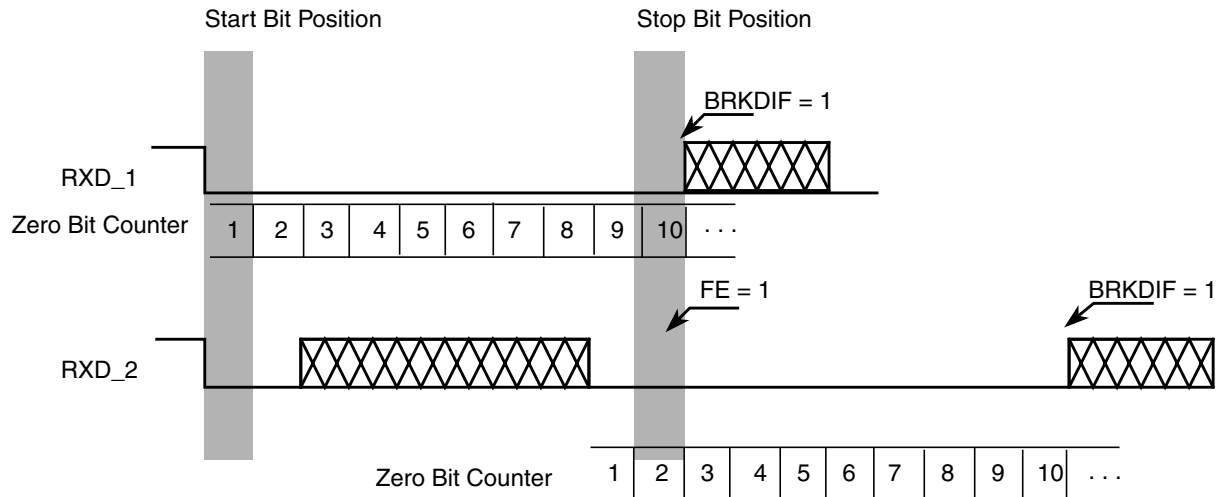 Start Bit Position
Stop Bit Position
BRKDIF = 1
RXD_1
Zero Bit Counter
1 2 3 4 5 6 7 8 9 10 . . .
FE = 1
BRKDIF = 1
RXD_2
Zero Bit Counter
1 2 3 4 5 6 7 8 9 10 . . .